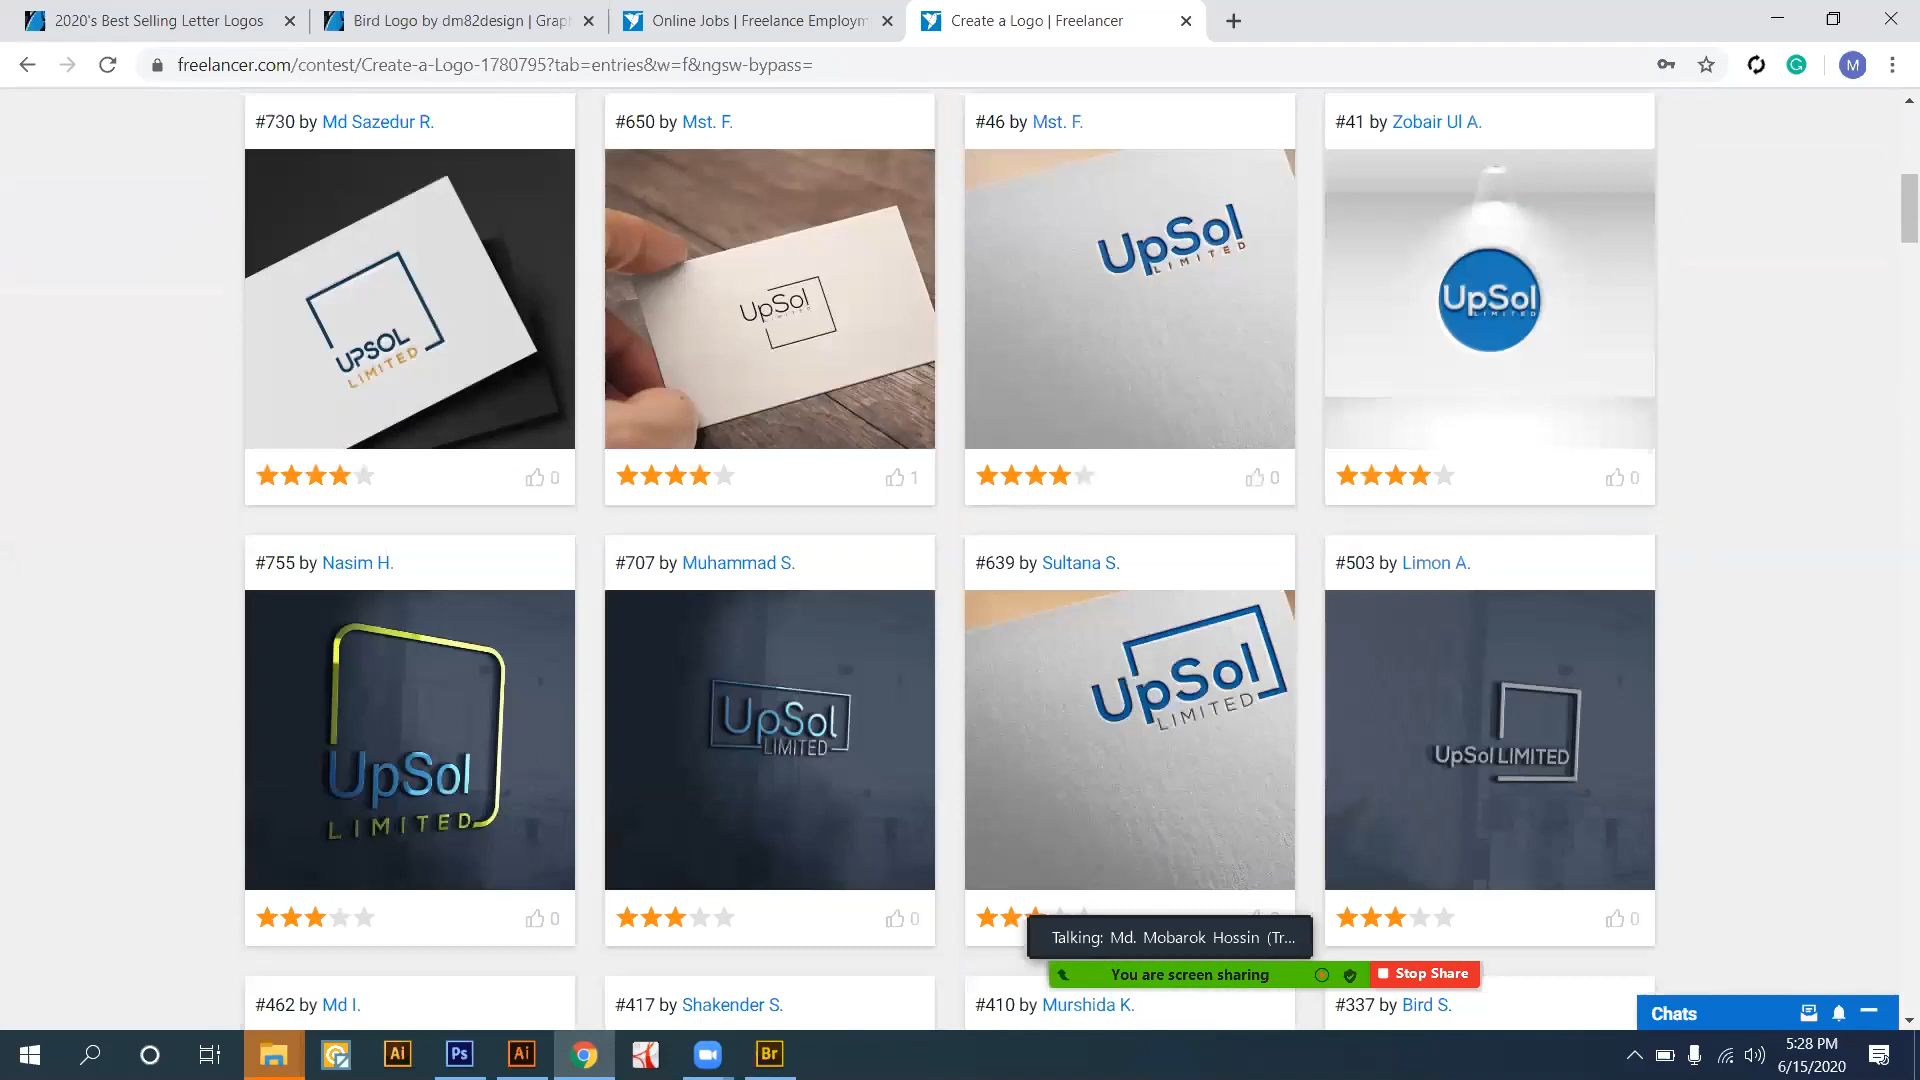 2020's Best Selling Letter Logos
Bird Logo by dm82design | Grap
Online Jobs | Freelance Employm
Create a Logo | Freelancer
freelancer.com/contest/Create-a-Logo-1780795?tab=entries&w=f&ngsw-bypass=
M
#730 by Md Sazedur R.
#650 by Mst. F.
#46 by Mst. F.
#41 by Zobair Ul A.
UPSOL
LIMITED
UpSol
LIMITED
UpSol
LIMITED
UpSol
LIMITED
0
1
0
0
#755 by Nasim H.
#707 by Muhammad S.
#639 by Sultana S.
#503 by Limon A.
UpSol
LIMITED
UpSol
LIMITED
UpSol
LIMITED
UpSol LIMITED
0
0
0
Talking: Md. Mobarok Hossin (Tr...
You are screen sharing
Stop Share
#462 by Md I.
#417 by Shakender S.
#410 by Murshida K.
#337 by Bird S.
Chats
Ai
Ps
Ai
Br
5:28 PM
6/15/2020